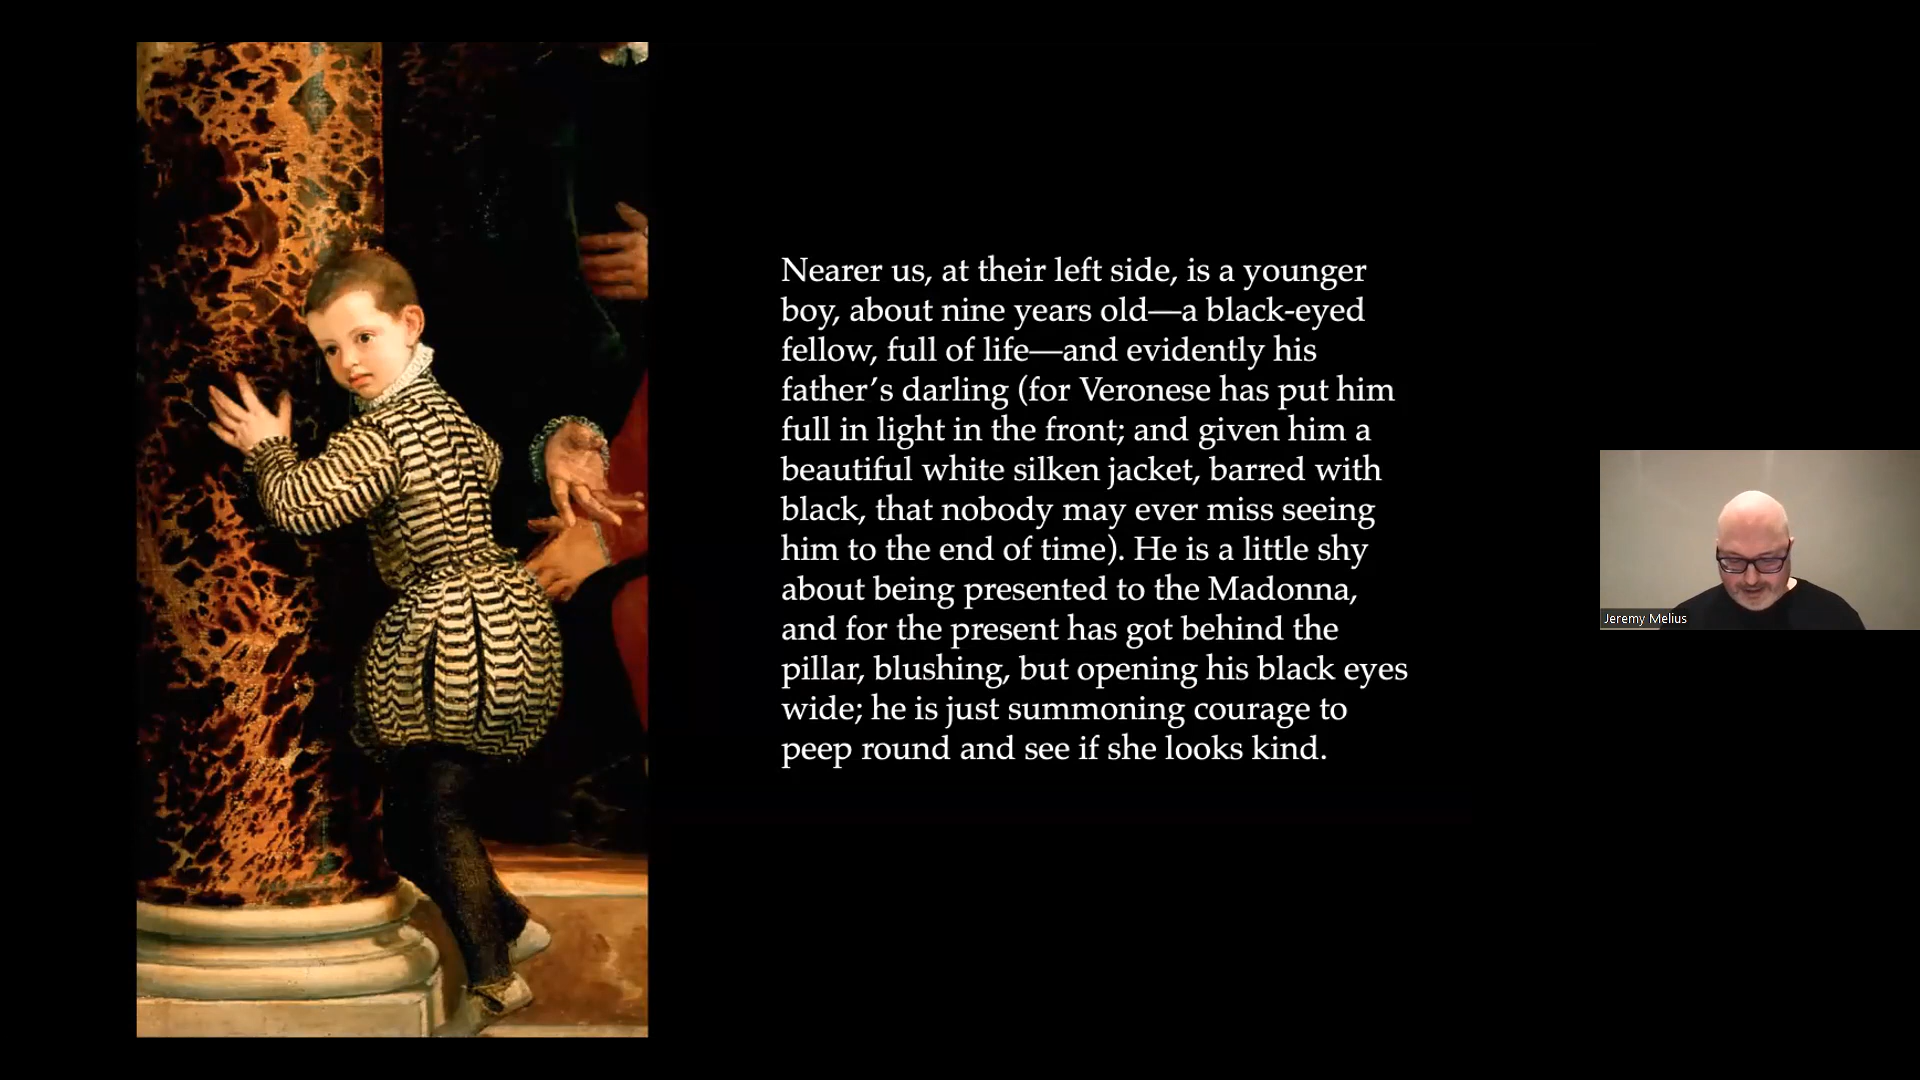 Nearer us, at their left side, is a younger
boy, about nine years old—a black-eyed
fellow, full of life—and evidently his
father’s darling (for Veronese has put him
full in light in the front; and given him a
beautiful white silken jacket, barred with
black, that nobody may ever miss seeing
him to the end of time). He is a little shy
about being presented to the Madonna,
and for the present has got behind the
pillar, blushing, but opening his black eyes
wide; he is just summoning courage to
peep round and see if she looks kind.
Jeremy Melius